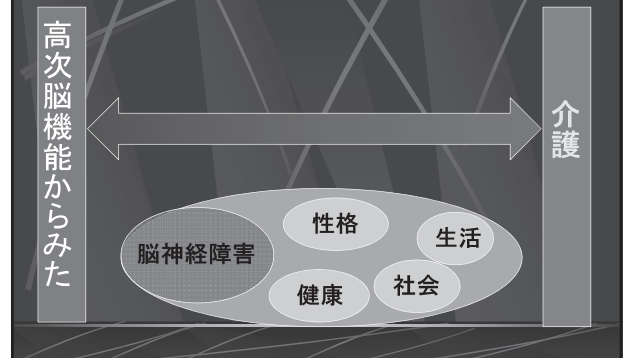 高次脳機能からみた
介護
性格
生活
脳神経障害
社会
健康